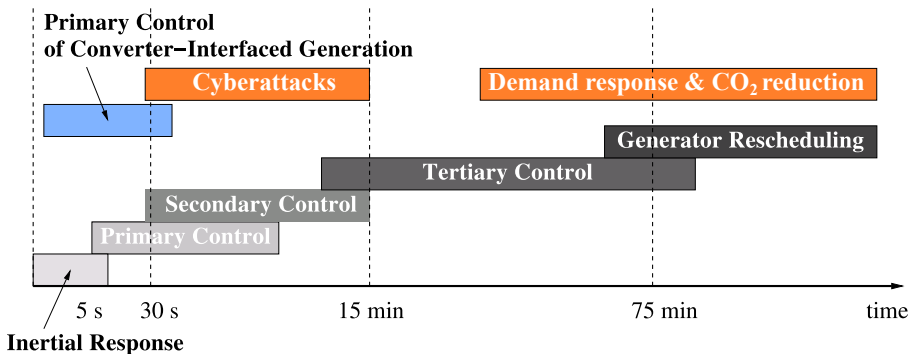 Primary Control
of Converter−Interfaced Generation
Cyberattacks
Demand response & CO₂ reduction
Generator Rescheduling
Tertiary Control
Secondary Control
Primary Control
5 s
30 s
15 min
75 min
time
Inertial Response